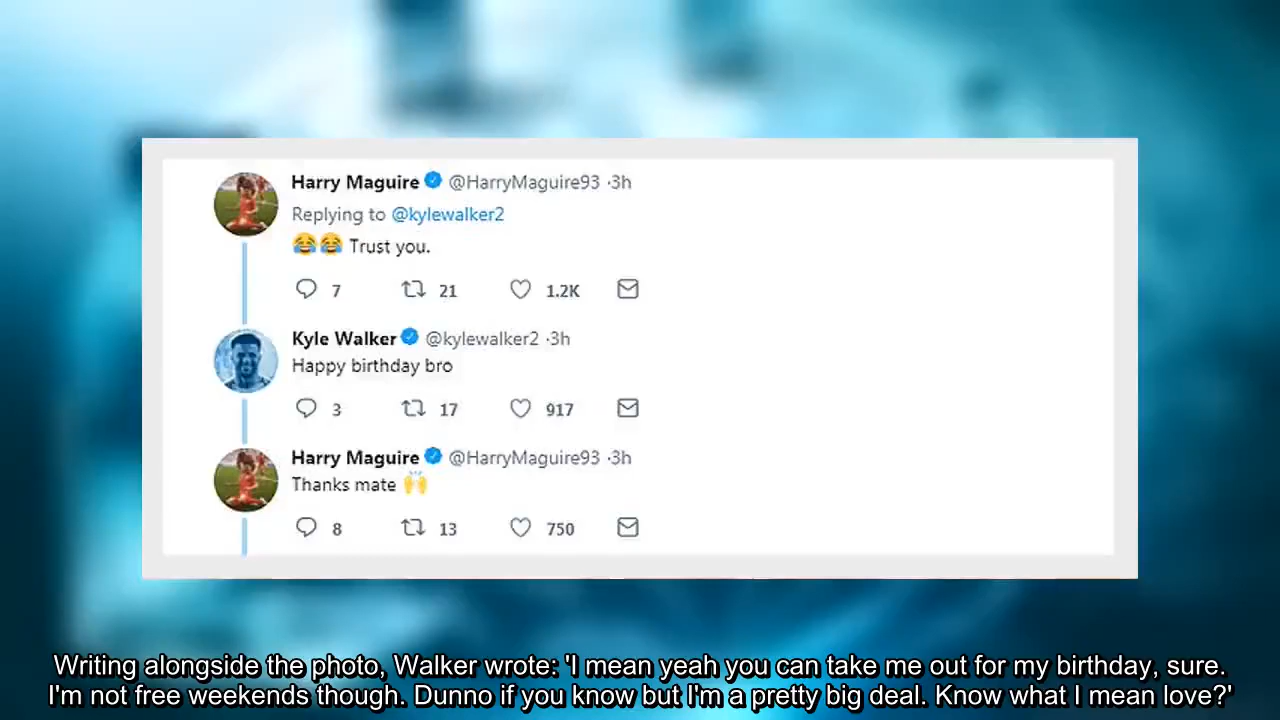 Harry Maguire @HarryMaguire93 ·3h
Replying to @kylewalker2
😂😂 Trust you.
7 21 1.2K
Kyle Walker @kylewalker2 ·3h
Happy birthday bro
3 17 917
Harry Maguire @HarryMaguire93 ·3h
Thanks mate 🙌
8 13 750
Writing alongside the photo, Walker wrote: 'I mean yeah you can take me out for my birthday, sure.
I'm not free weekends though. Dunno if you know but I'm a pretty big deal. Know what I mean love?'